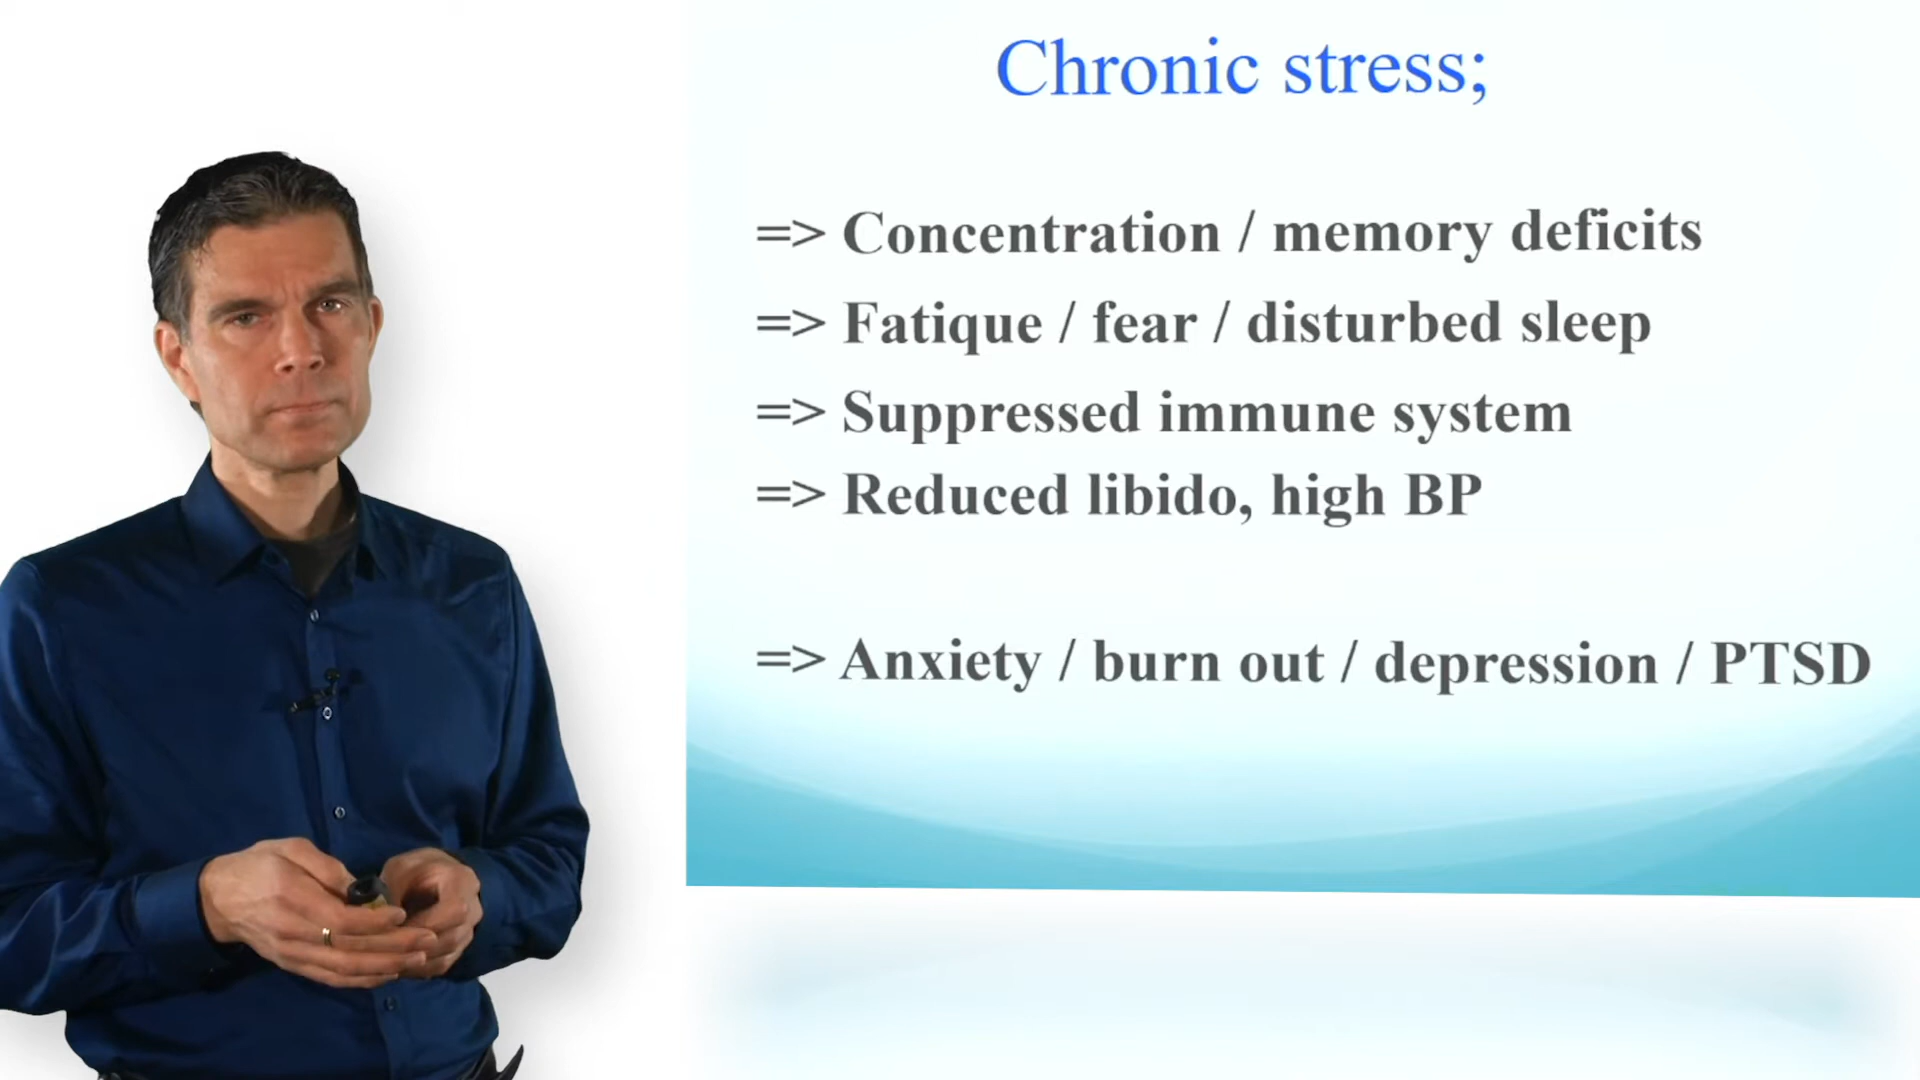 Chronic stress;
=> Concentration / memory deficits
=> Fatique / fear / disturbed sleep
=> Suppressed immune system
=> Reduced libido, high BP
=> Anxiety / burn out / depression / PTSD